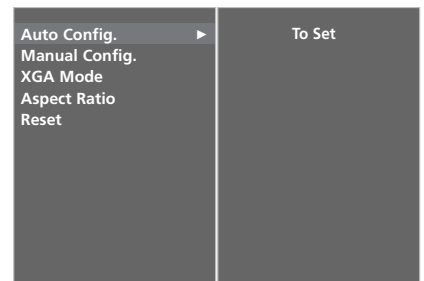 Auto Config. ► To Set
Manual Config.
XGA Mode
Aspect Ratio
Reset